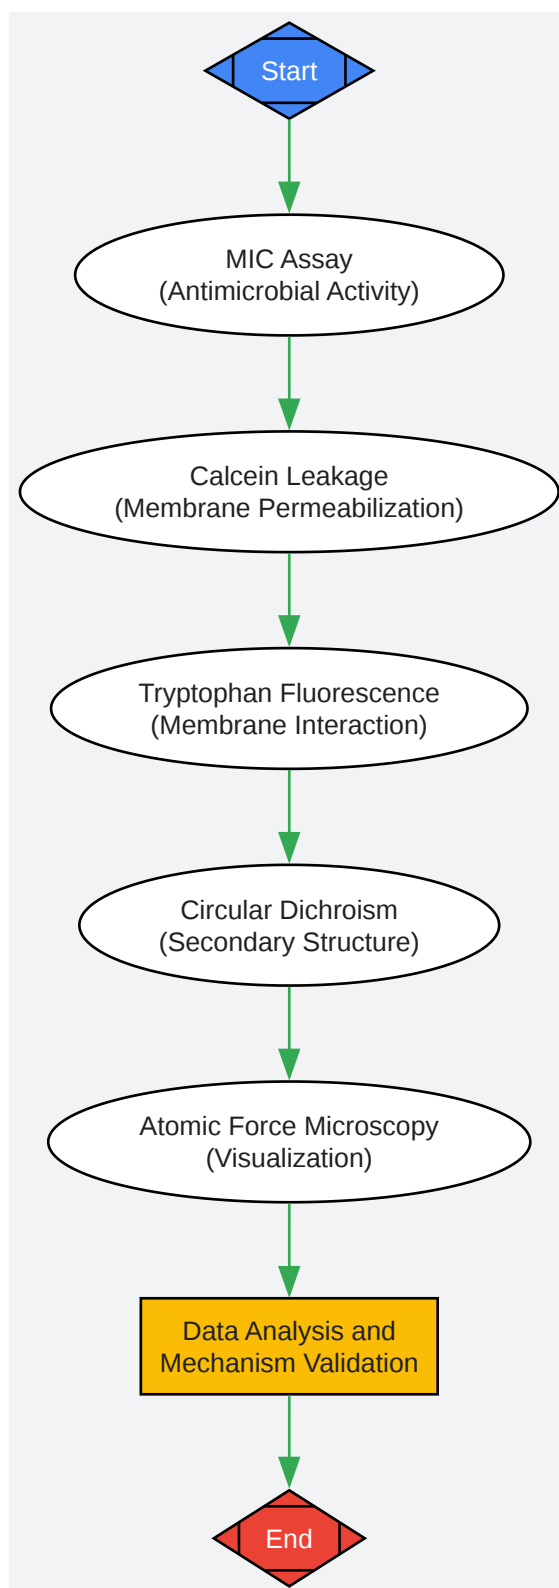 Start
MIC Assay
(Antimicrobial Activity)
Calcein Leakage
(Membrane Permeabilization)
Tryptophan Fluorescence
(Membrane Interaction)
Circular Dichroism
(Secondary Structure)
Atomic Force Microscopy
(Visualization)
Data Analysis and
Mechanism Validation
End